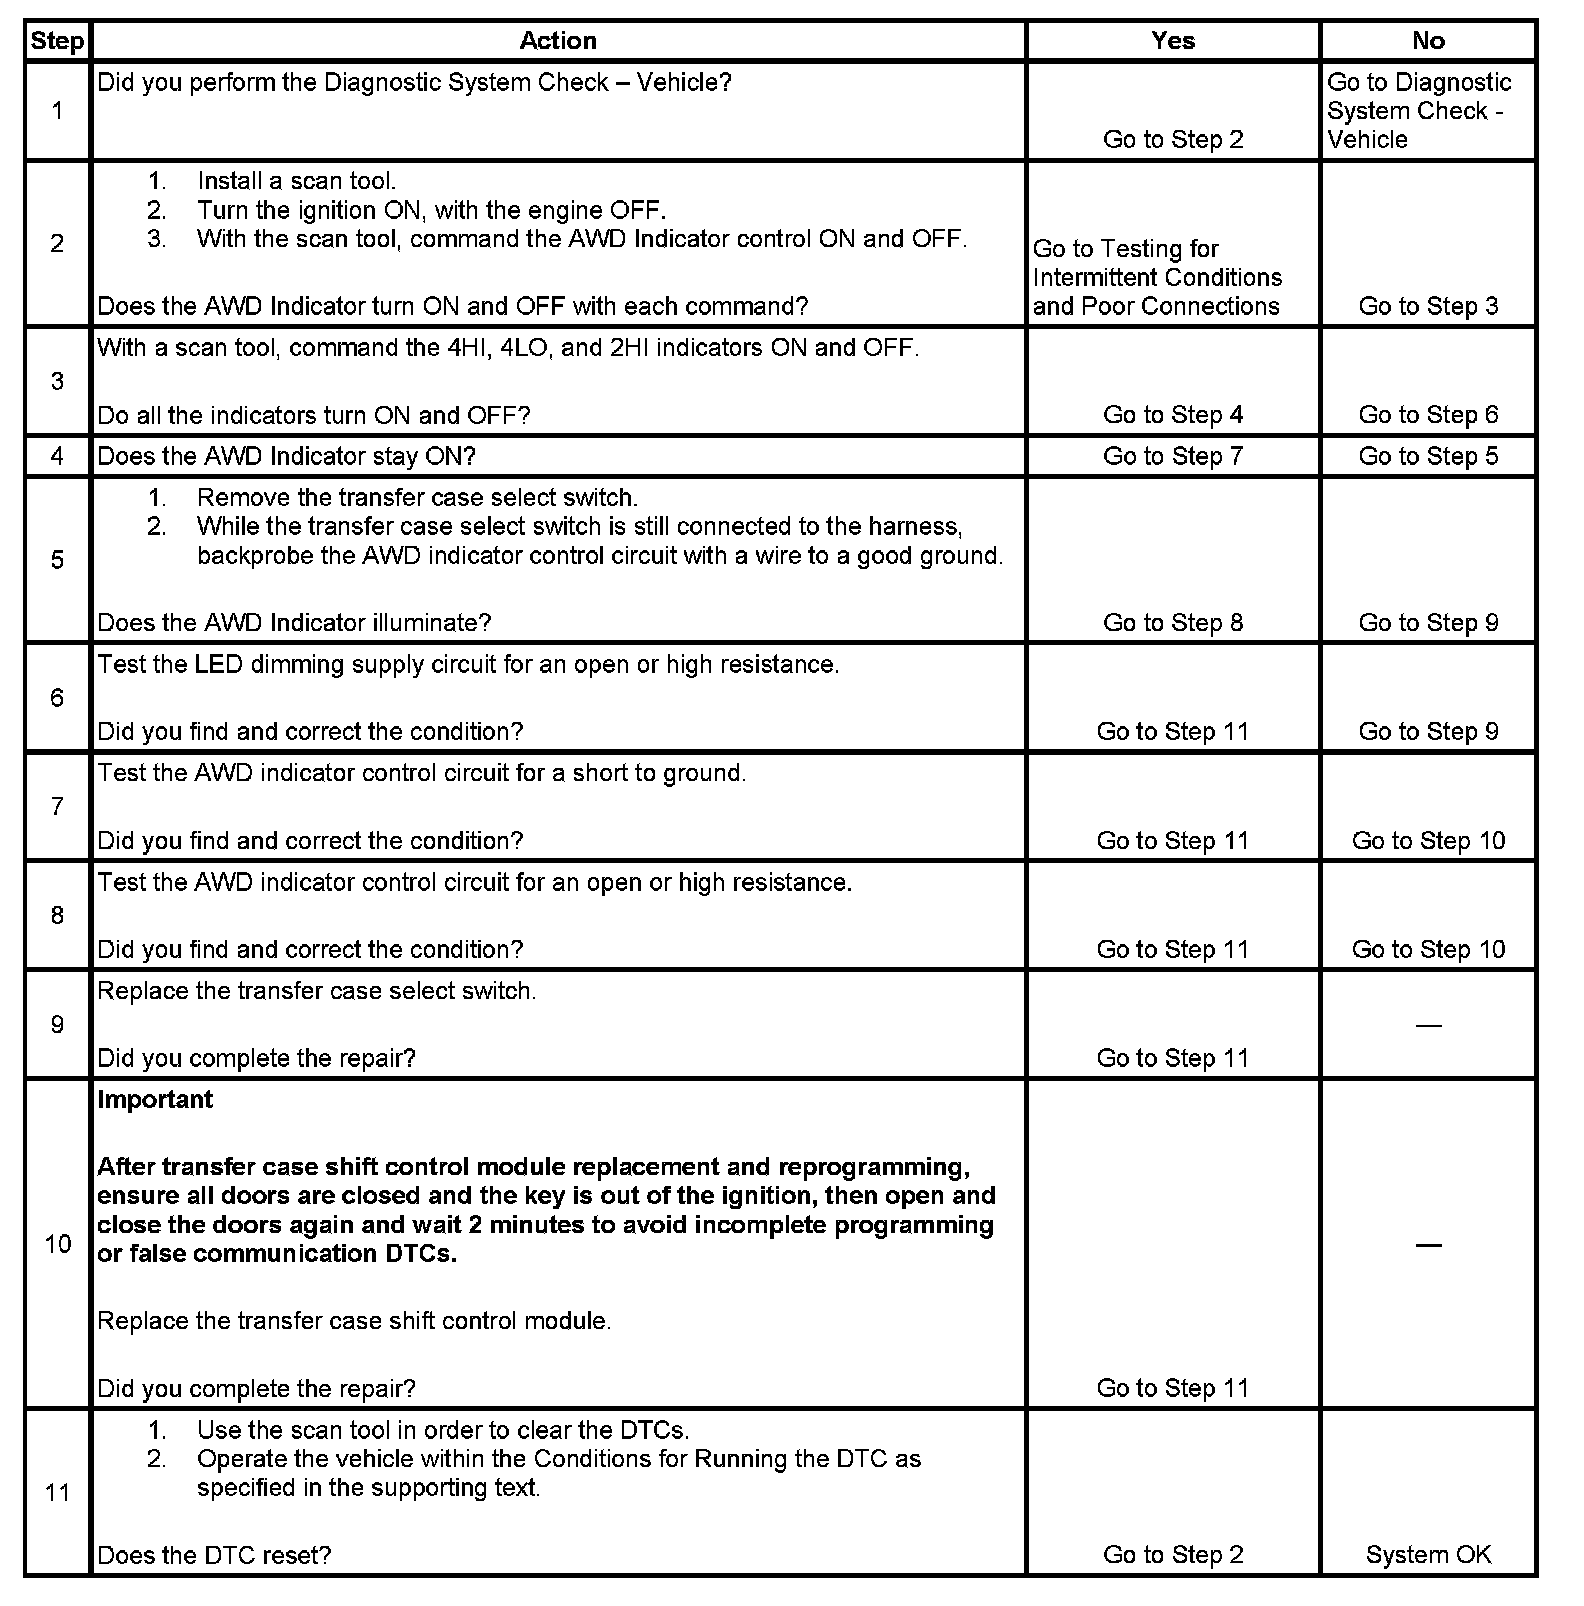 Step Action Yes No
1
Did you perform the Diagnostic System Check – Vehicle?
Go to Step 2
Go to Diagnostic
System Check -
Vehicle
2
1. Install a scan tool.
2. Turn the ignition ON, with the engine OFF.
3. With the scan tool, command the AWD Indicator control ON and OFF.
Does the AWD Indicator turn ON and OFF with each command?
Go to Testing for
Intermittent Conditions
and Poor Connections
Go to Step 3
3
With a scan tool, command the 4HI, 4LO, and 2HI indicators ON and OFF.
Do all the indicators turn ON and OFF?
Go to Step 4
Go to Step 6
4
Does the AWD Indicator stay ON?
Go to Step 7
Go to Step 5
5
1. Remove the transfer case select switch.
2. While the transfer case select switch is still connected to the harness,
backprobe the AWD indicator control circuit with a wire to a good ground.
Does the AWD Indicator illuminate?
Go to Step 8
Go to Step 9
6
Test the LED dimming supply circuit for an open or high resistance.
Did you find and correct the condition?
Go to Step 11
Go to Step 9
7
Test the AWD indicator control circuit for a short to ground.
Did you find and correct the condition?
Go to Step 11
Go to Step 10
8
Test the AWD indicator control circuit for an open or high resistance.
Did you find and correct the condition?
Go to Step 11
Go to Step 10
9
Replace the transfer case select switch.
Did you complete the repair?
Go to Step 11
—
10
Important
After transfer case shift control module replacement and reprogramming,
ensure all doors are closed and the key is out of the ignition, then open and
close the doors again and wait 2 minutes to avoid incomplete programming
or false communication DTCs.
Replace the transfer case shift control module.
Did you complete the repair?
Go to Step 11
—
11
1. Use the scan tool in order to clear the DTCs.
2. Operate the vehicle within the Conditions for Running the DTC as
specified in the supporting text.
Does the DTC reset?
Go to Step 2
System OK